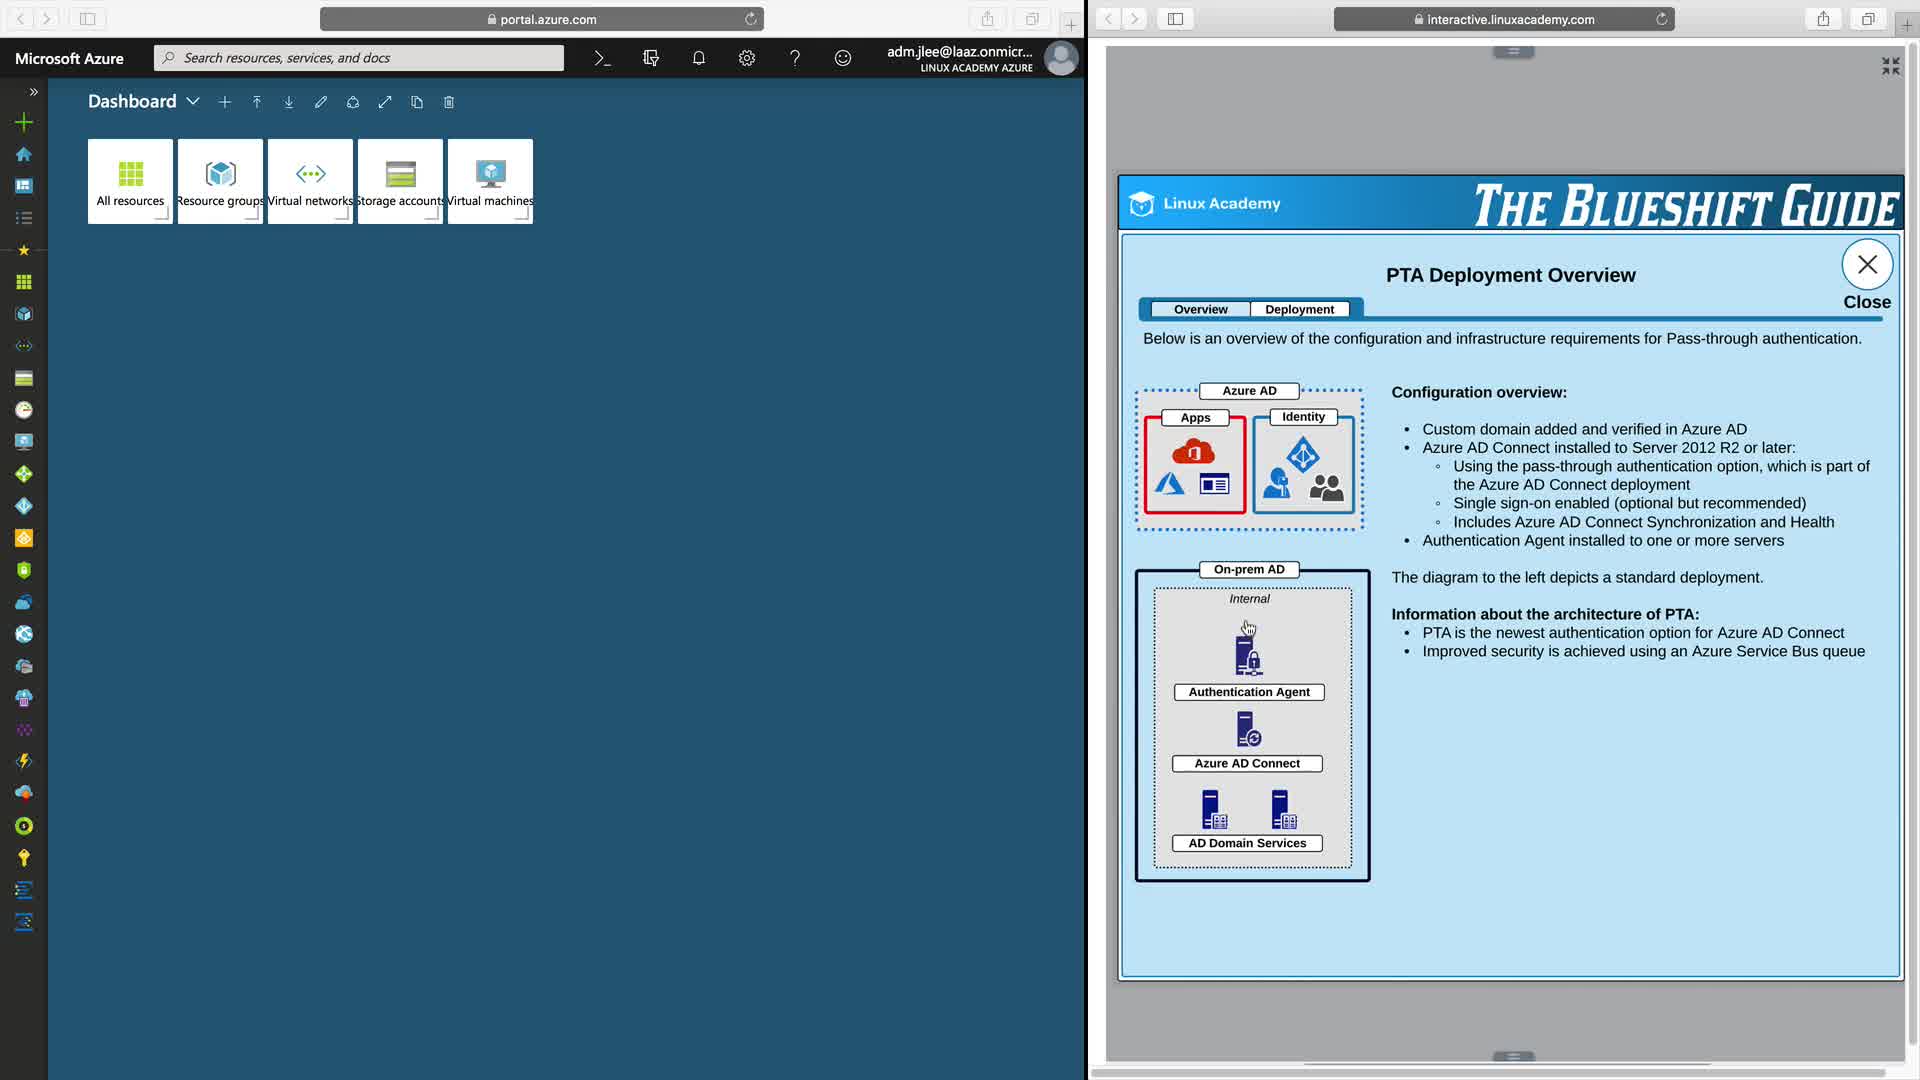 portal.azure.com
interactive.linuxacademy.com
Microsoft Azure
Search resources, services, and docs
adm.jlee@laaz.onmicr...
LINUX ACADEMY AZURE
Dashboard
All resources
Resource groups
Virtual networks
Storage accounts
Virtual machines
Linux Academy
THE BLUESHIFT GUIDE
PTA Deployment Overview
Close
Overview
Deployment
Below is an overview of the configuration and infrastructure requirements for Pass-through authentication.
Azure AD
Apps
Identity
On-prem AD
Internal
Authentication Agent
Azure AD Connect
AD Domain Services
Configuration overview:
• Custom domain added and verified in Azure AD
• Azure AD Connect installed to Server 2012 R2 or later:
◦ Using the pass-through authentication option, which is part of
the Azure AD Connect deployment
◦ Single sign-on enabled (optional but recommended)
◦ Includes Azure AD Connect Synchronization and Health
• Authentication Agent installed to one or more servers
The diagram to the left depicts a standard deployment.
Information about the architecture of PTA:
• PTA is the newest authentication option for Azure AD Connect
• Improved security is achieved using an Azure Service Bus queue